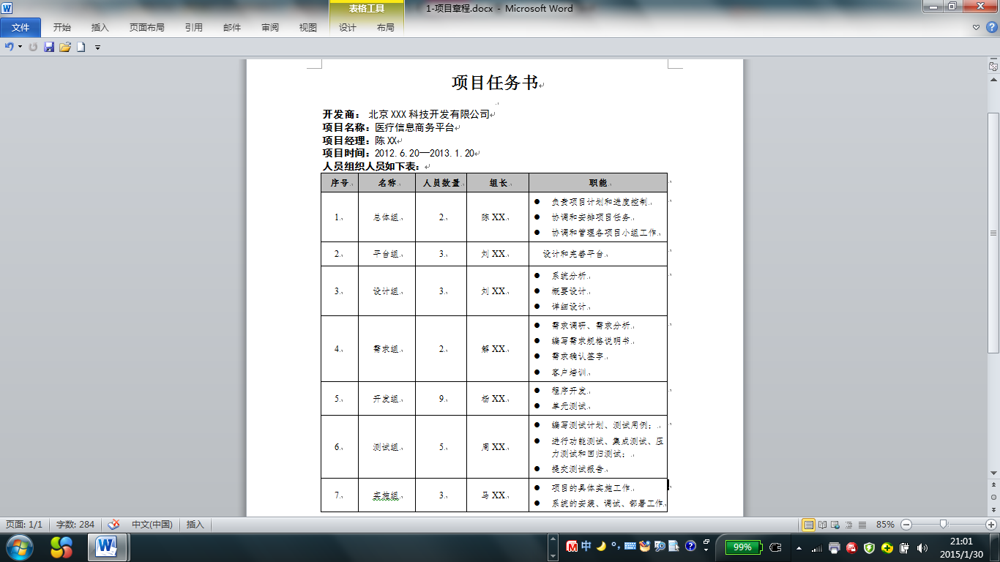 表格工具
1-项目章程.docx - Microsoft Word
文件 开始 插入 页面布局 引用 邮件 审阅 视图 设计 布局
项目任务书
开发商： 北京 XXX 科技开发有限公司
项目名称：医疗信息商务平台
项目经理：陈 XX
项目时间：2012.6.20—2013.1.20
人员组织人员如下表：
序号 名称 人员数量 组长 职能
1. 总体组 2. 陈 XX
● 负责项目计划和进度控制
● 协调和安排项目任务
● 协调和管理各项目小组工作
2. 平台组 3. 刘 XX 设计和完善平台
3. 设计组 3. 刘 XX
● 系统分析
● 概要设计
● 详细设计
4. 需求组 2. 解 XX
● 需求调研、需求分析
● 编写需求规格说明书
● 需求确认签字
● 客户培训
5. 开发组 9. 杨 XX
● 程序开发
● 单元测试
6. 测试组 5. 周 XX
● 编写测试计划、测试用例；
● 进行功能测试、集成测试、压
力测试和回归测试；
● 提交测试报告
7. 实施组 3. 马 XX
● 项目的具体实施工作
● 系统的安装、调试、部署工作
页面: 1/1 字数: 284 中文(中国) 插入 85%
中
99%
21:01
2015/1/30